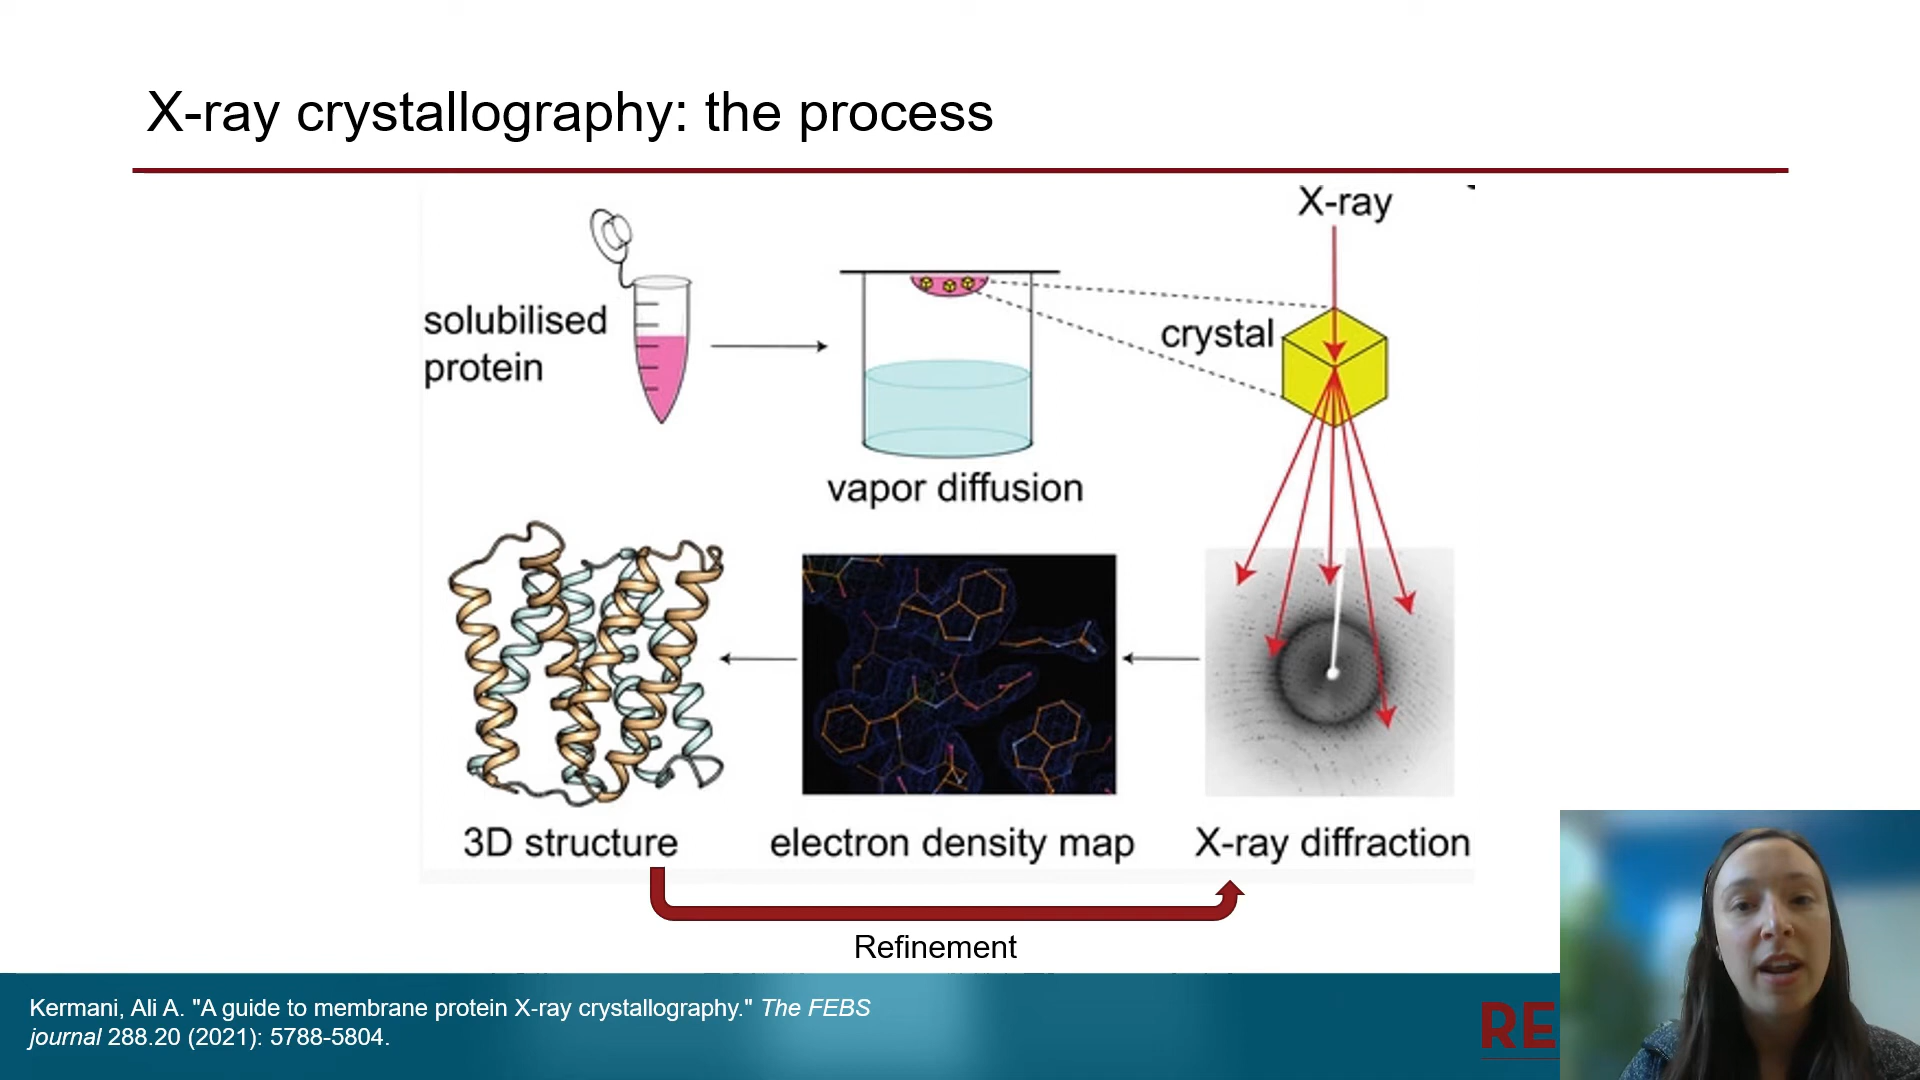 X-ray crystallography: the process
X-ray
solubilised
protein
crystal
vapor diffusion
3D structure
electron density map
X-ray diffraction
Refinement
Kermani, Ali A. "A guide to membrane protein X-ray crystallography." The FEBS
journal 288.20 (2021): 5788-5804.
RE